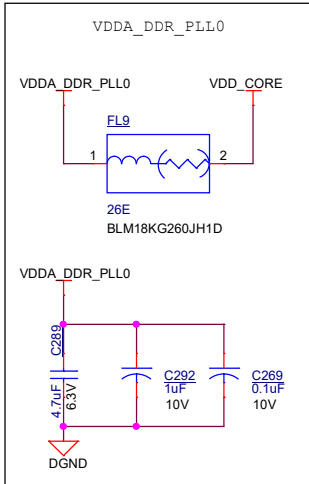 VDDA_DDR_PLL0
VDDA_DDR_PLL0 VDD_CORE
FL9
1 2
26E
BLM18KG260JH1D
VDDA_DDR_PLL0
C289
4.7uF
6.3V
C292
1uF
10V
C269
0.1uF
10V
DGND